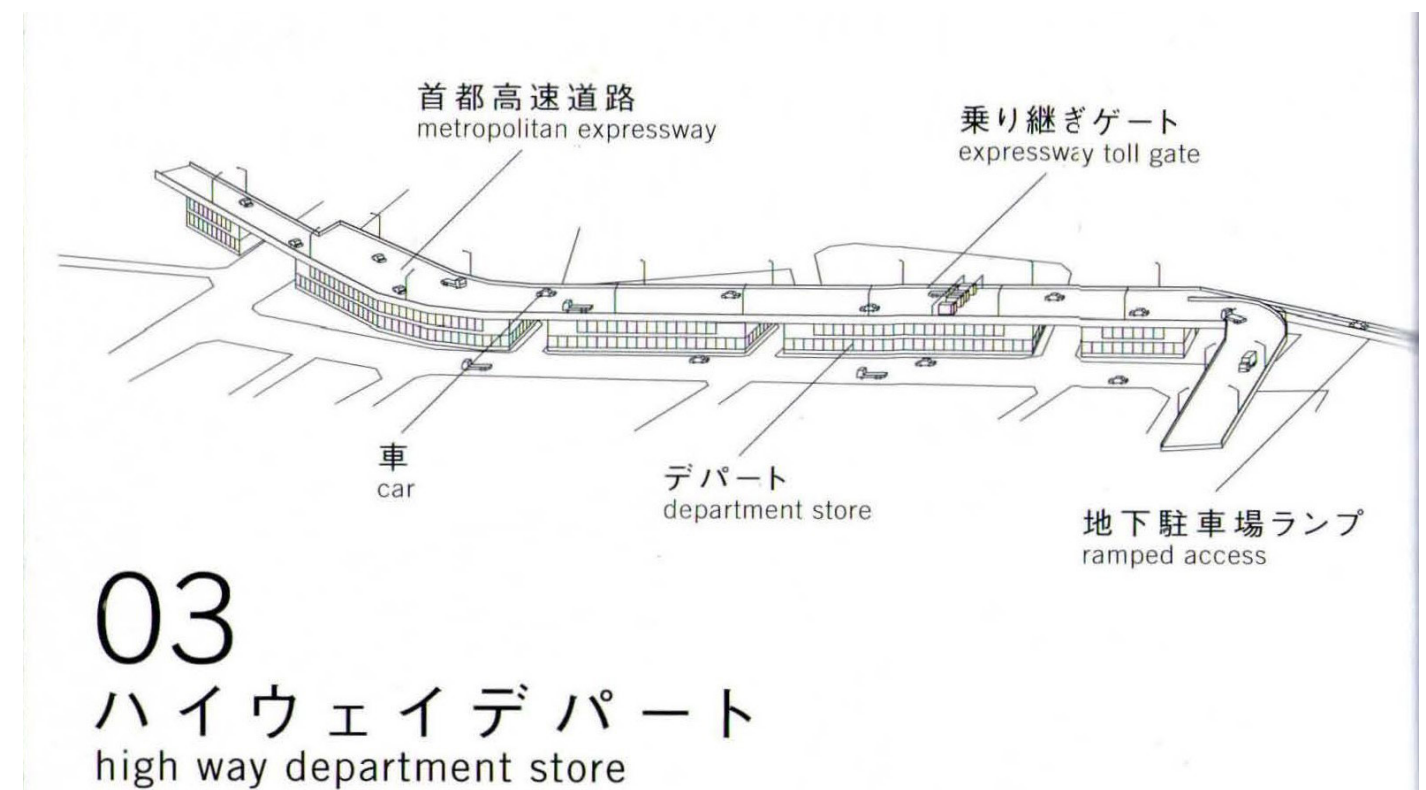 首都高速道路
metropolitan expressway
乗り継ぎゲート
expressway toll gate
車
car
デパート
department store
地下駐車場ランプ
ramped access
03
ハイウェイデパート
high way department store